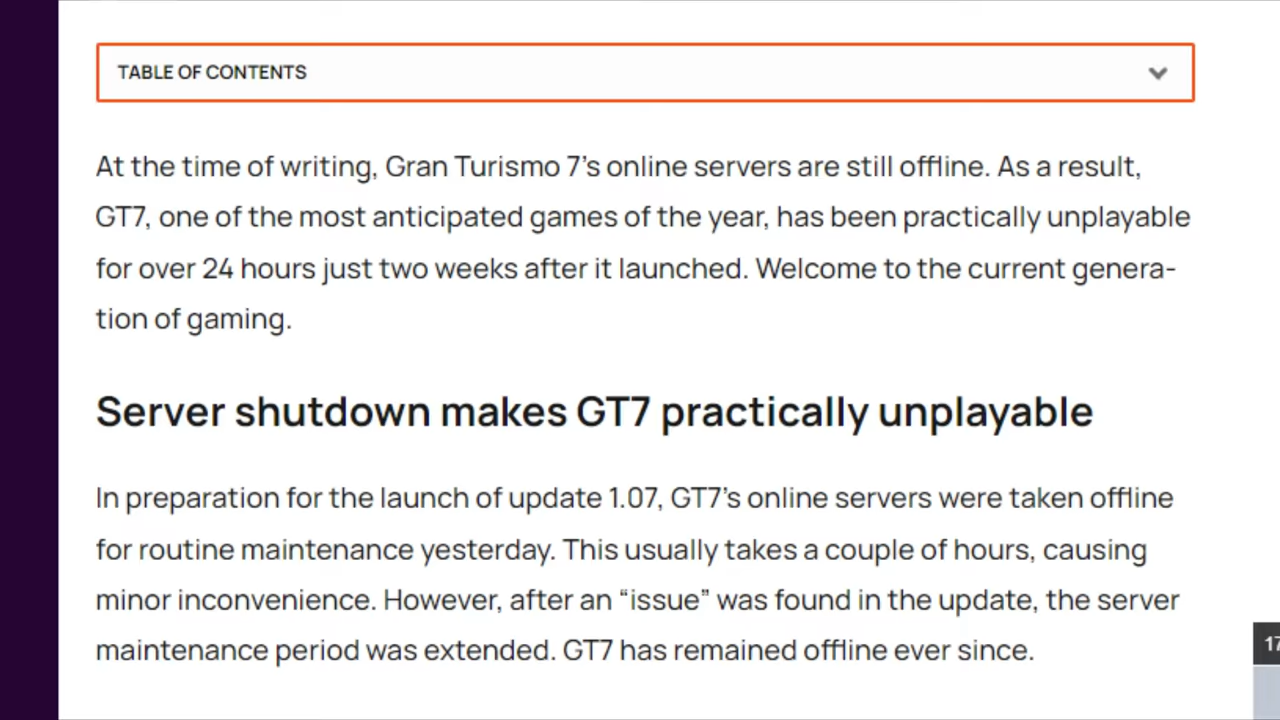 TABLE OF CONTENTS
At the time of writing, Gran Turismo 7’s online servers are still offline. As a result,
GT7, one of the most anticipated games of the year, has been practically unplayable
for over 24 hours just two weeks after it launched. Welcome to the current genera-
tion of gaming.
Server shutdown makes GT7 practically unplayable
In preparation for the launch of update 1.07, GT7’s online servers were taken offline
for routine maintenance yesterday. This usually takes a couple of hours, causing
minor inconvenience. However, after an “issue” was found in the update, the server
maintenance period was extended. GT7 has remained offline ever since.